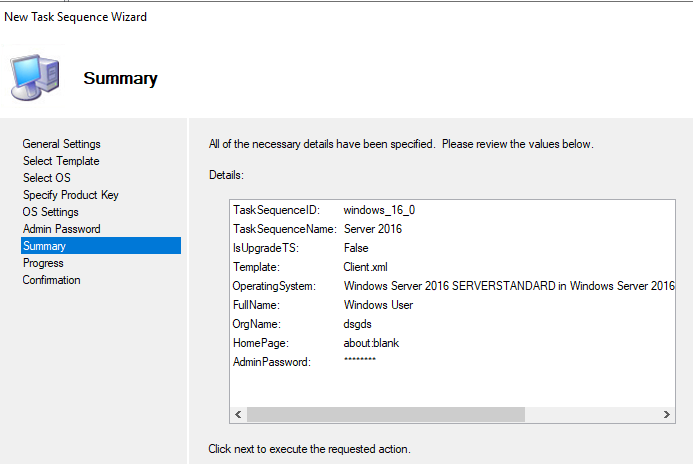 New Task Sequence Wizard
Summary
General Settings
Select Template
Select OS
Specify Product Key
OS Settings
Admin Password
Summary
Progress
Confirmation
All of the necessary details have been specified.  Please review the values below.
Details:
TaskSequenceID: windows_16_0
TaskSequenceName: Server 2016
IsUpgradeTS: False
Template: Client.xml
OperatingSystem: Windows Server 2016 SERVERSTANDARD in Windows Server 2016
FullName: Windows User
OrgName: dsgds
HomePage: about:blank
AdminPassword: ********
Click next to execute the requested action.